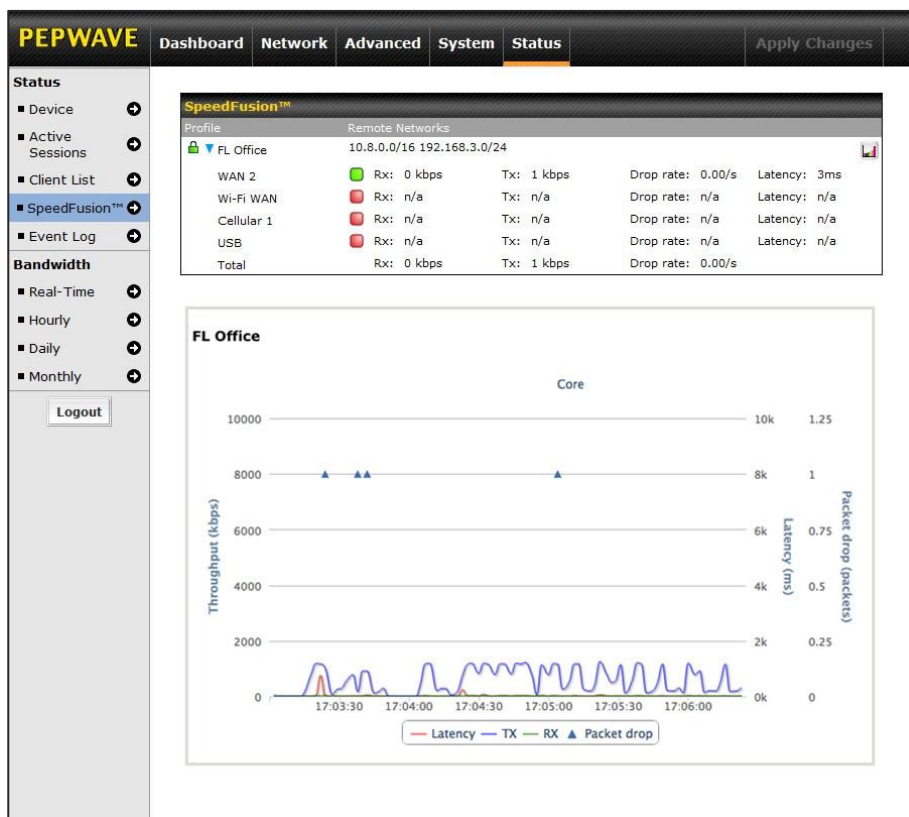 PEPWAVE
Dashboard Network Advanced System Status Apply Changes
Status
Device
Active Sessions
Client List
SpeedFusion™
Event Log
Bandwidth
Real-Time
Hourly
Daily
Monthly
Logout
SpeedFusion™
Profile Remote Networks
FL Office 10.8.0.0/16 192.168.3.0/24
WAN 2 Rx: 0 kbps Tx: 1 kbps Drop rate: 0.00/s Latency: 3ms
Wi-Fi WAN Rx: n/a Tx: n/a Drop rate: n/a Latency: n/a
Cellular 1 Rx: n/a Tx: n/a Drop rate: n/a Latency: n/a
USB Rx: n/a Tx: n/a Drop rate: n/a Latency: n/a
Total Rx: 0 kbps Tx: 1 kbps Drop rate: 0.00/s
FL Office
Core
10000 10k 1.25
8000 8k 1
6000 6k 0.75
4000 4k 0.5
2000 2k 0.25
0 0k 0
Throughput (kbps)
Latency (ms)
Packet drop (packets)
17:03:30 17:04:00 17:04:30 17:05:00 17:05:30 17:06:00
Latency TX RX Packet drop